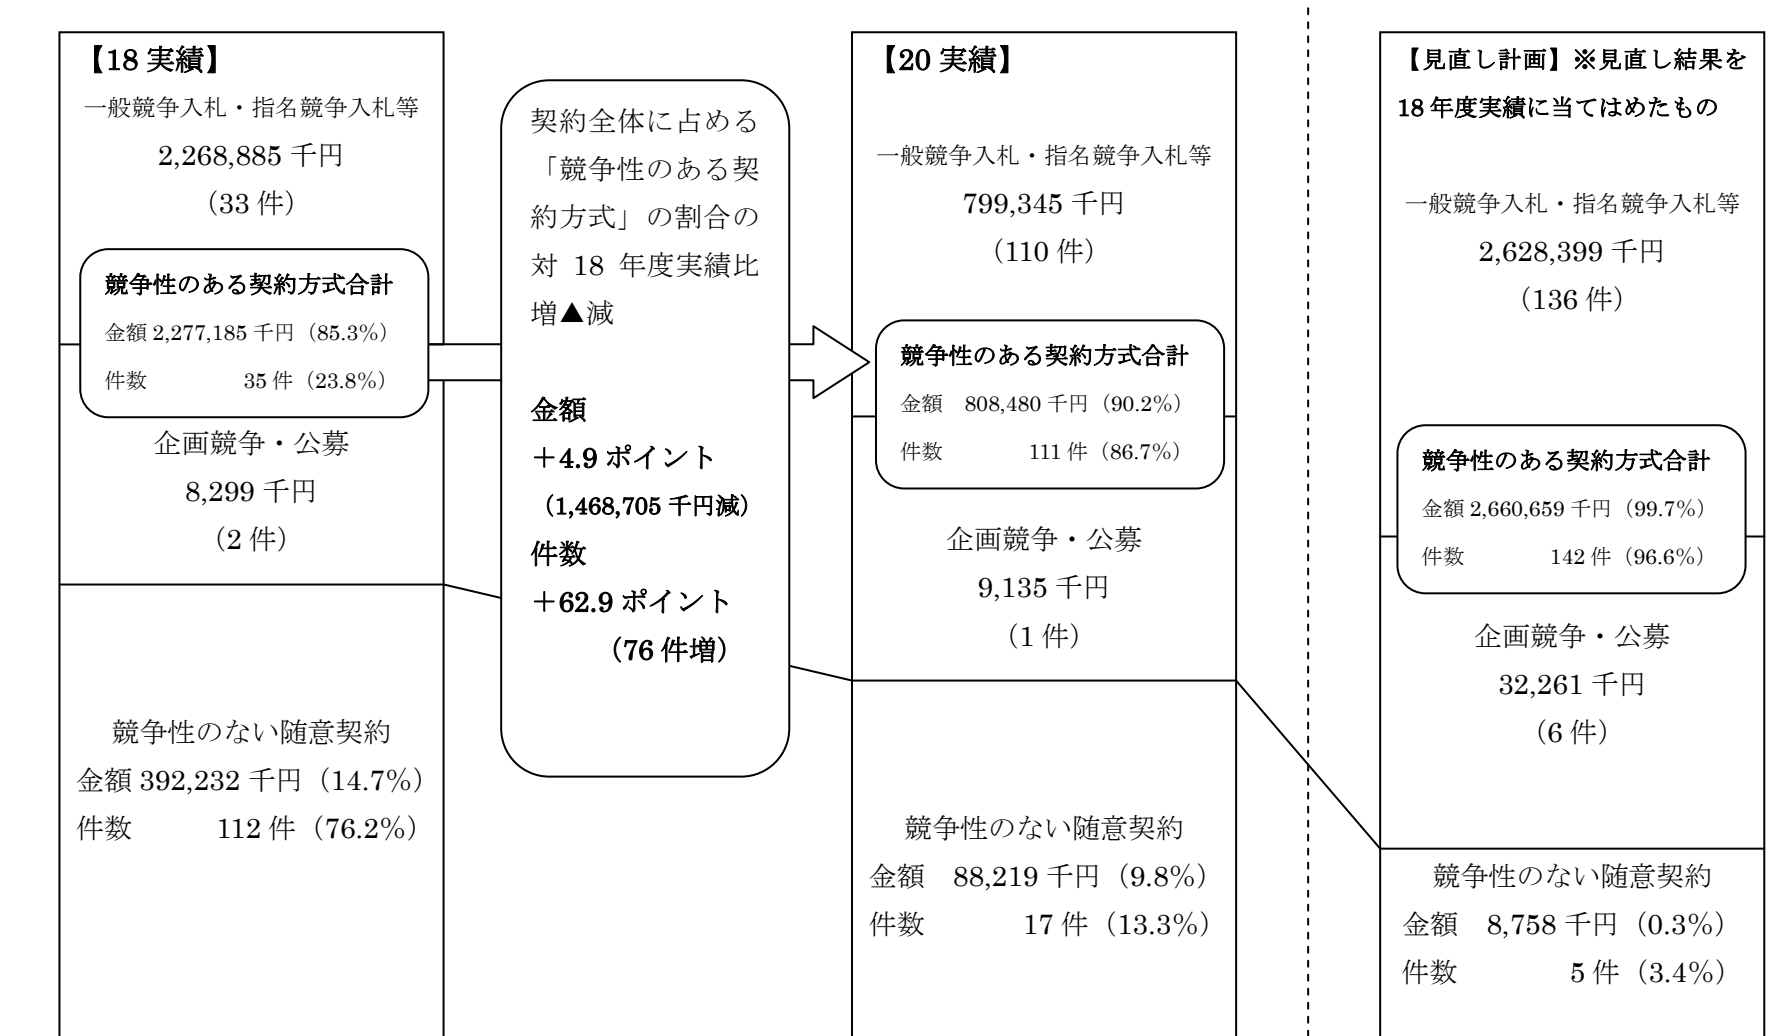 【18 実績】
一般競争入札・指名競争入札等
2,268,885 千円
（33 件）
競争性のある契約方式合計
金額 2,277,185 千円（85.3%）
件数 35 件（23.8%）
企画競争・公募
8,299 千円
（2 件）
競争性のない随意契約
金額 392,232 千円（14.7%）
件数 112 件（76.2%）
契約全体に占める
「競争性のある契
約方式」の割合の
対 18 年度実績比
増▲減
金額
＋4.9 ポイント
（1,468,705 千円減）
件数
＋62.9 ポイント
（76 件増）
【20 実績】
一般競争入札・指名競争入札等
799,345 千円
（110 件）
競争性のある契約方式合計
金額 808,480 千円（90.2%）
件数 111 件（86.7%）
企画競争・公募
9,135 千円
（1 件）
競争性のない随意契約
金額 88,219 千円（9.8%）
件数 17 件（13.3%）
【見直し計画】※見直し結果を
18 年度実績に当てはめたもの
一般競争入札・指名競争入札等
2,628,399 千円
（136 件）
競争性のある契約方式合計
金額 2,660,659 千円（99.7%）
件数 142 件（96.6%）
企画競争・公募
32,261 千円
（6 件）
競争性のない随意契約
金額 8,758 千円（0.3%）
件数 5 件（3.4%）